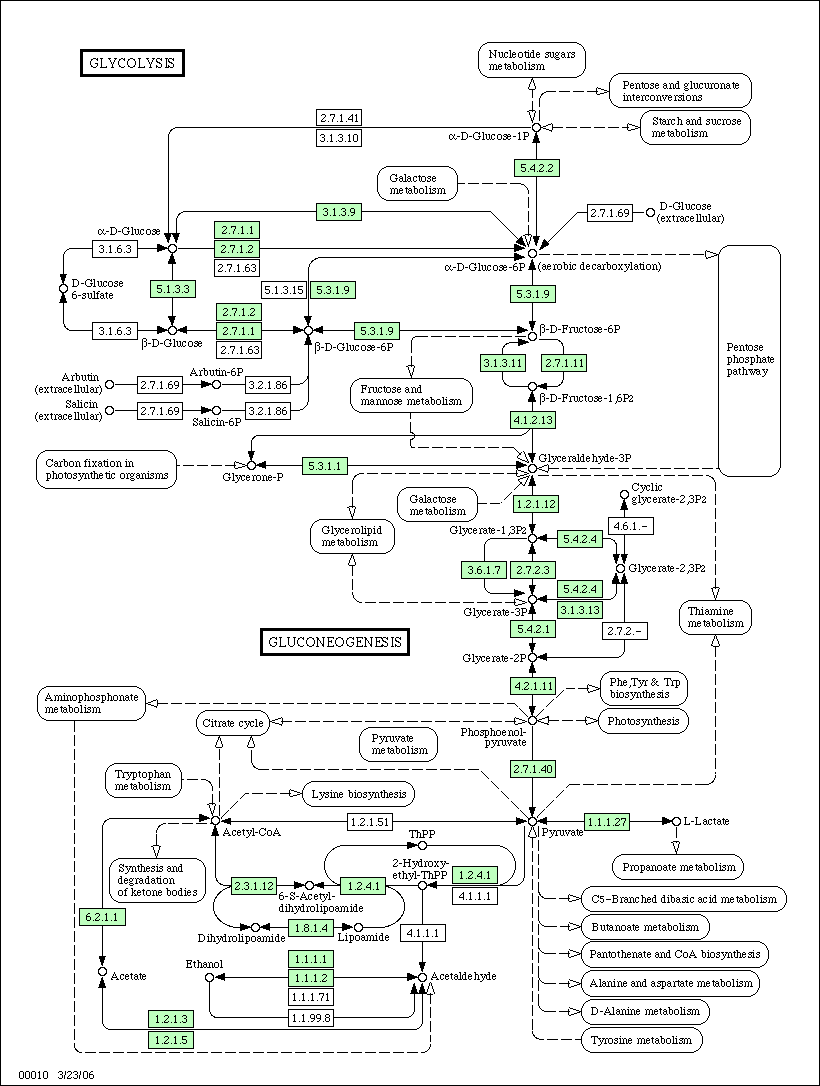 GLYCOLYSIS
Nucleotide sugars
metabolism
Pentose and glucuronate
interconversions
Starch and sucrose
metabolism
2.7.1.41
3.1.3.10
α-D-Glucose-1P
5.4.2.2
Galactose
metabolism
3.1.3.9
2.7.1.69
D-Glucose
(extracellular)
α-D-Glucose
2.7.1.1
2.7.1.2
2.7.1.63
3.1.6.3
α-D-Glucose-6P
(aerobic decarboxylation)
D-Glucose
6-sulfate
5.1.3.3
5.1.3.15
5.1.3.9
5.3.1.9
2.7.1.2
2.7.1.1
2.7.1.63
3.1.6.3
β-D-Glucose
5.3.1.9
β-D-Glucose-6P
β-D-Fructose-6P
Pentose
phosphate
pathway
3.1.3.11
2.7.1.11
Arbutin
(extracellular)
2.7.1.69
Arbutin-6P
3.2.1.86
Salicin
(extracellular)
2.7.1.69
Salicin-6P
3.2.1.86
Fructose and
mannose metabolism
β-D-Fructose-1,6P2
4.1.2.13
Carbon fixation in
photosynthetic organisms
Glycerone-P
5.3.1.1
Glyceraldehyde-3P
Galactose
metabolism
1.2.1.12
Cyclic
glycerate-2,3P2
4.6.1.-
Glycerolipid
metabolism
Glycerate-1,3P2
5.4.2.4
3.6.1.7
2.7.2.3
Glycerate-2,3P2
5.4.2.4
3.1.3.13
Glycerate-3P
Thiamine
metabolism
GLUCONEOGENESIS
5.4.2.1
2.7.2.-
Glycerate-2P
4.2.1.11
Phe,Tyr & Trp
biosynthesis
Aminophosphonate
metabolism
Citrate cycle
Photosynthesis
Phosphoenol-
pyruvate
Pyruvate
metabolism
2.7.1.40
Tryptophan
metabolism
Lysine biosynthesis
Acetyl-CoA
1.2.1.51
Pyruvate
1.1.1.27
L-Lactate
ThPP
Synthesis and
degradation
of ketone bodies
2-Hydroxy-
ethyl-ThPP
1.2.4.1
4.1.1.1
Propanoate metabolism
2.3.1.12
6-S-Acetyl-
dihydrolipoamide
1.2.4.1
C5-Branched dibasic acid metabolism
6.2.1.1
Dihydrolipoamide
1.8.1.4
Lipoamide
4.1.1.1
Butanoate metabolism
Pantothenate and CoA biosynthesis
Acetate
Ethanol
1.1.1.1
1.1.1.2
1.1.1.71
1.1.99.8
Acetaldehyde
Alanine and aspartate metabolism
D-Alanine metabolism
1.2.1.3
1.2.1.5
Tyrosine metabolism
00010 3/23/06